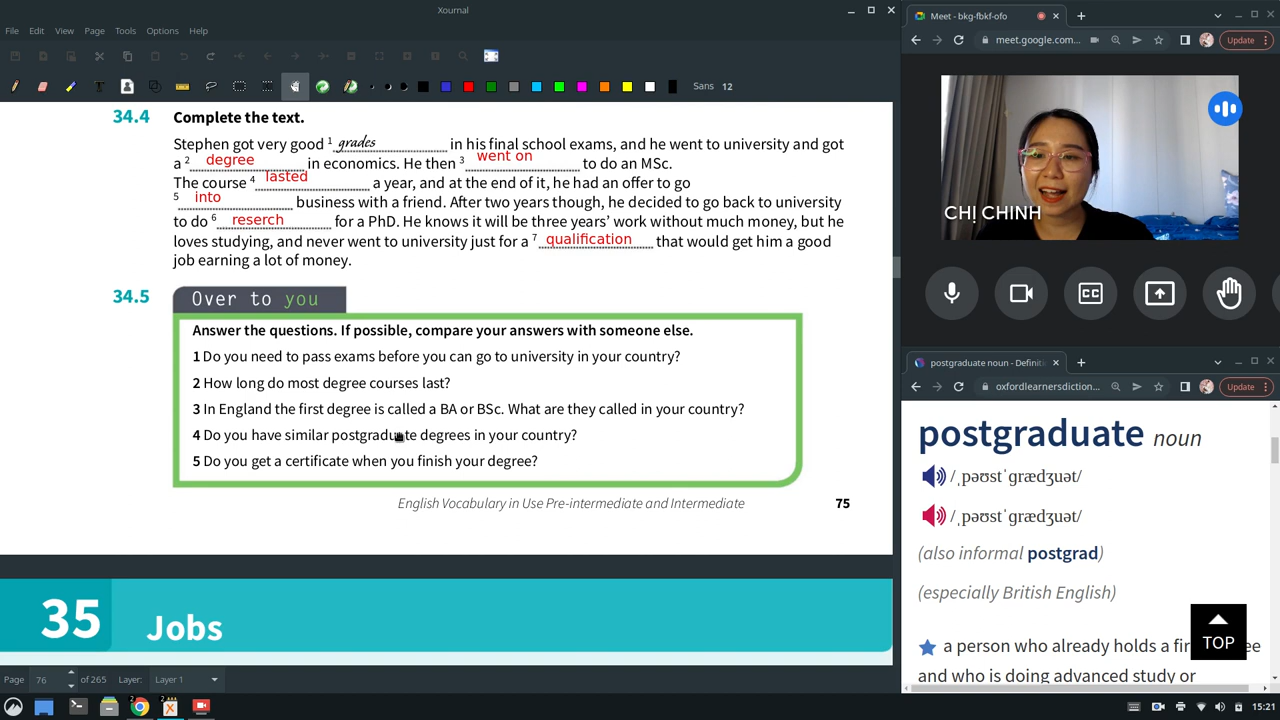 Xournal
File Edit View Page Tools Options Help
Sans 12
34.4 Complete the text.
Stephen got very good 1 grades in his final school exams, and he went to university and got
a 2 degree in economics. He then 3 went on to do an MSc.
The course 4 lasted a year, and at the end of it, he had an offer to go
5 into business with a friend. After two years though, he decided to go back to university
to do 6 reserch for a PhD. He knows it will be three years' work without much money, but he
loves studying, and never went to university just for a 7 qualification that would get him a good
job earning a lot of money.
34.5 Over to you
Answer the questions. If possible, compare your answers with someone else.
1 Do you need to pass exams before you can go to university in your country?
2 How long do most degree courses last?
3 In England the first degree is called a BA or BSc. What are they called in your country?
4 Do you have similar postgraduate degrees in your country?
5 Do you get a certificate when you finish your degree?
English Vocabulary in Use Pre-intermediate and Intermediate 75
35 Jobs
Page 76 of 265 Layer: Layer 1
Meet - bkg-fbkf-ofo
meet.google.com... Update
CHỊ CHINH
CC
postgraduate noun - Definit
oxfordlearnersdiction... Update
postgraduate noun
/ˌpəʊstˈɡrædʒuət/
/ˌpəʊstˈɡrædʒuət/
(also informal postgrad)
(especially British English)
TOP
a person who already holds a fir ee
and who is doing advanced study or
2 2
15:21